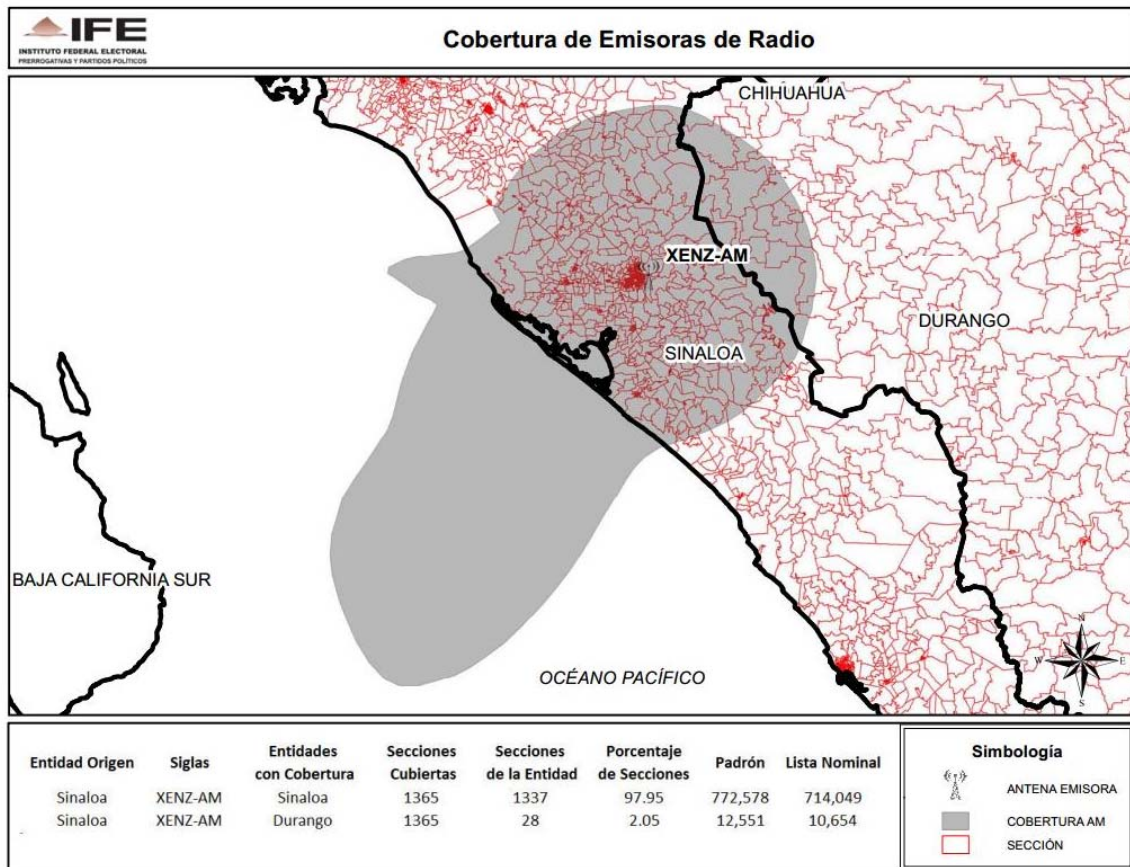 IFE
INSTITUTO FEDERAL ELECTORAL
PRERROGATIVAS Y PARTIDOS POLÍTICOS
Cobertura de Emisoras de Radio
CHIHUAHUA
XENZ-AM
DURANGO
SINALOA
BAJA CALIFORNIA SUR
OCÉANO PACÍFICO
N
W E
S
Entidad Origen Siglas Entidades con Cobertura Secciones Cubiertas Secciones de la Entidad Porcentaje de Secciones Padrón Lista Nominal
Sinaloa XENZ-AM Sinaloa 1365 1337 97.95 772,578 714,049
Sinaloa XENZ-AM Durango 1365 28 2.05 12,551 10,654
Simbología
ANTENA EMISORA
COBERTURA AM
SECCIÓN